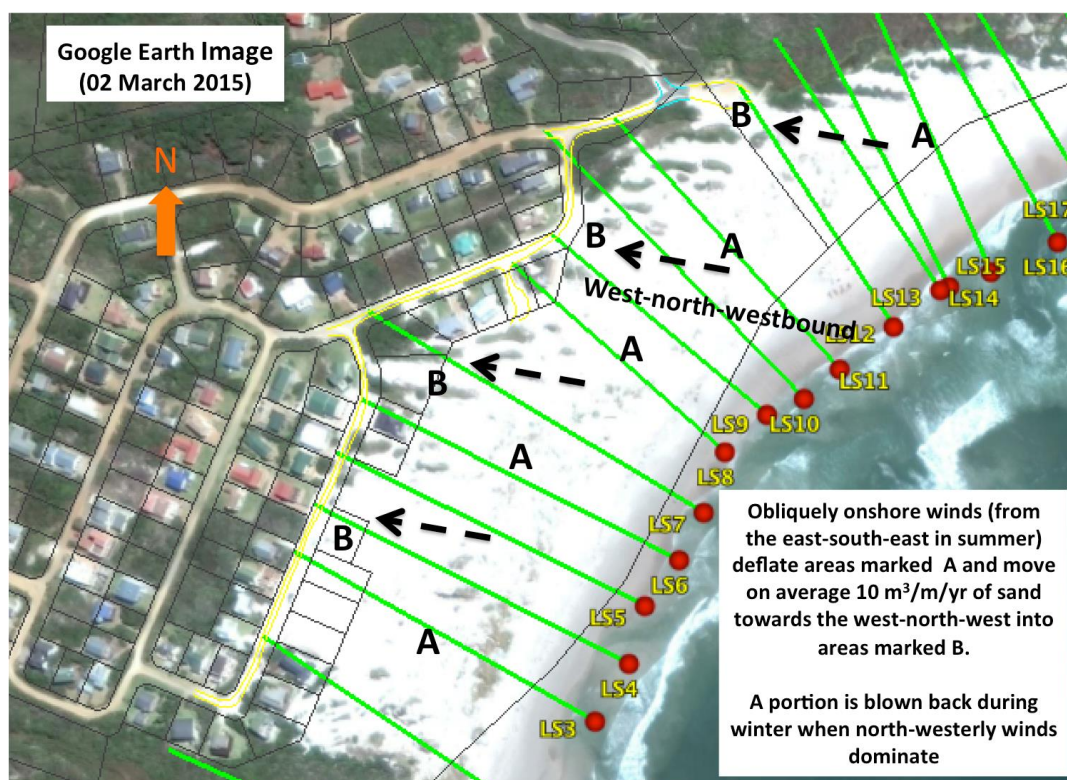 Google Earth Image
(02 March 2015)
N
B
A
B
A
West-north-westbound
A
B
A
B
A
LS17
LS16
LS15
LS14
LS13
LS12
LS11
LS10
LS9
LS8
LS7
LS6
LS5
LS4
LS3
Obliquely onshore winds (from
the east-south-east in summer)
deflate areas marked A and move
on average 10 m³/m/yr of sand
towards the west-north-west into
areas marked B.
A portion is blown back during
winter when north-westerly winds
dominate